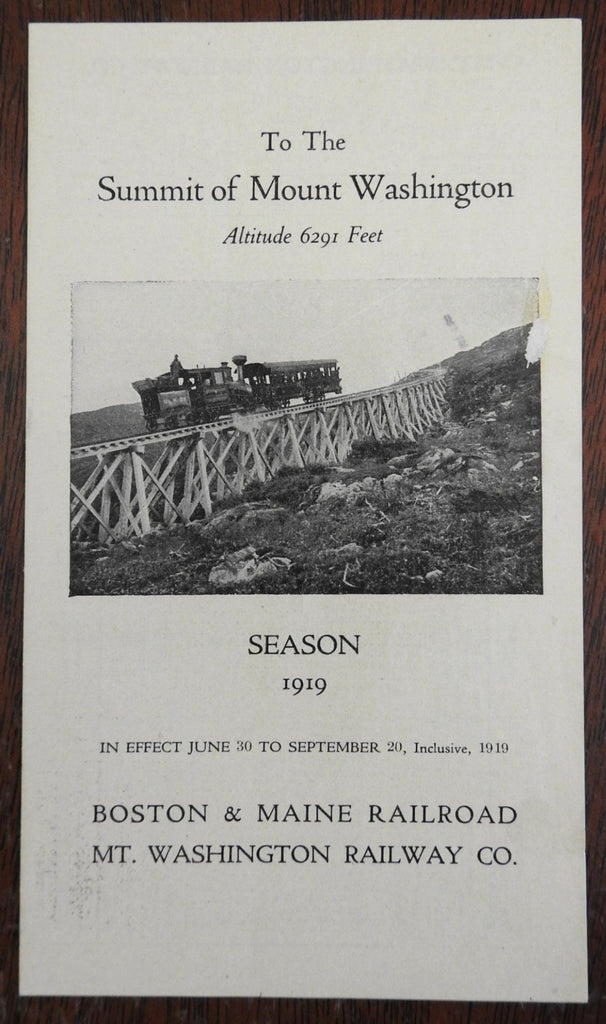 To The
Summit of Mount Washington
Altitude 6291 Feet
SEASON
1919
IN EFFECT JUNE 30 TO SEPTEMBER 20, Inclusive, 1919
BOSTON & MAINE RAILROAD
MT. WASHINGTON RAILWAY CO.